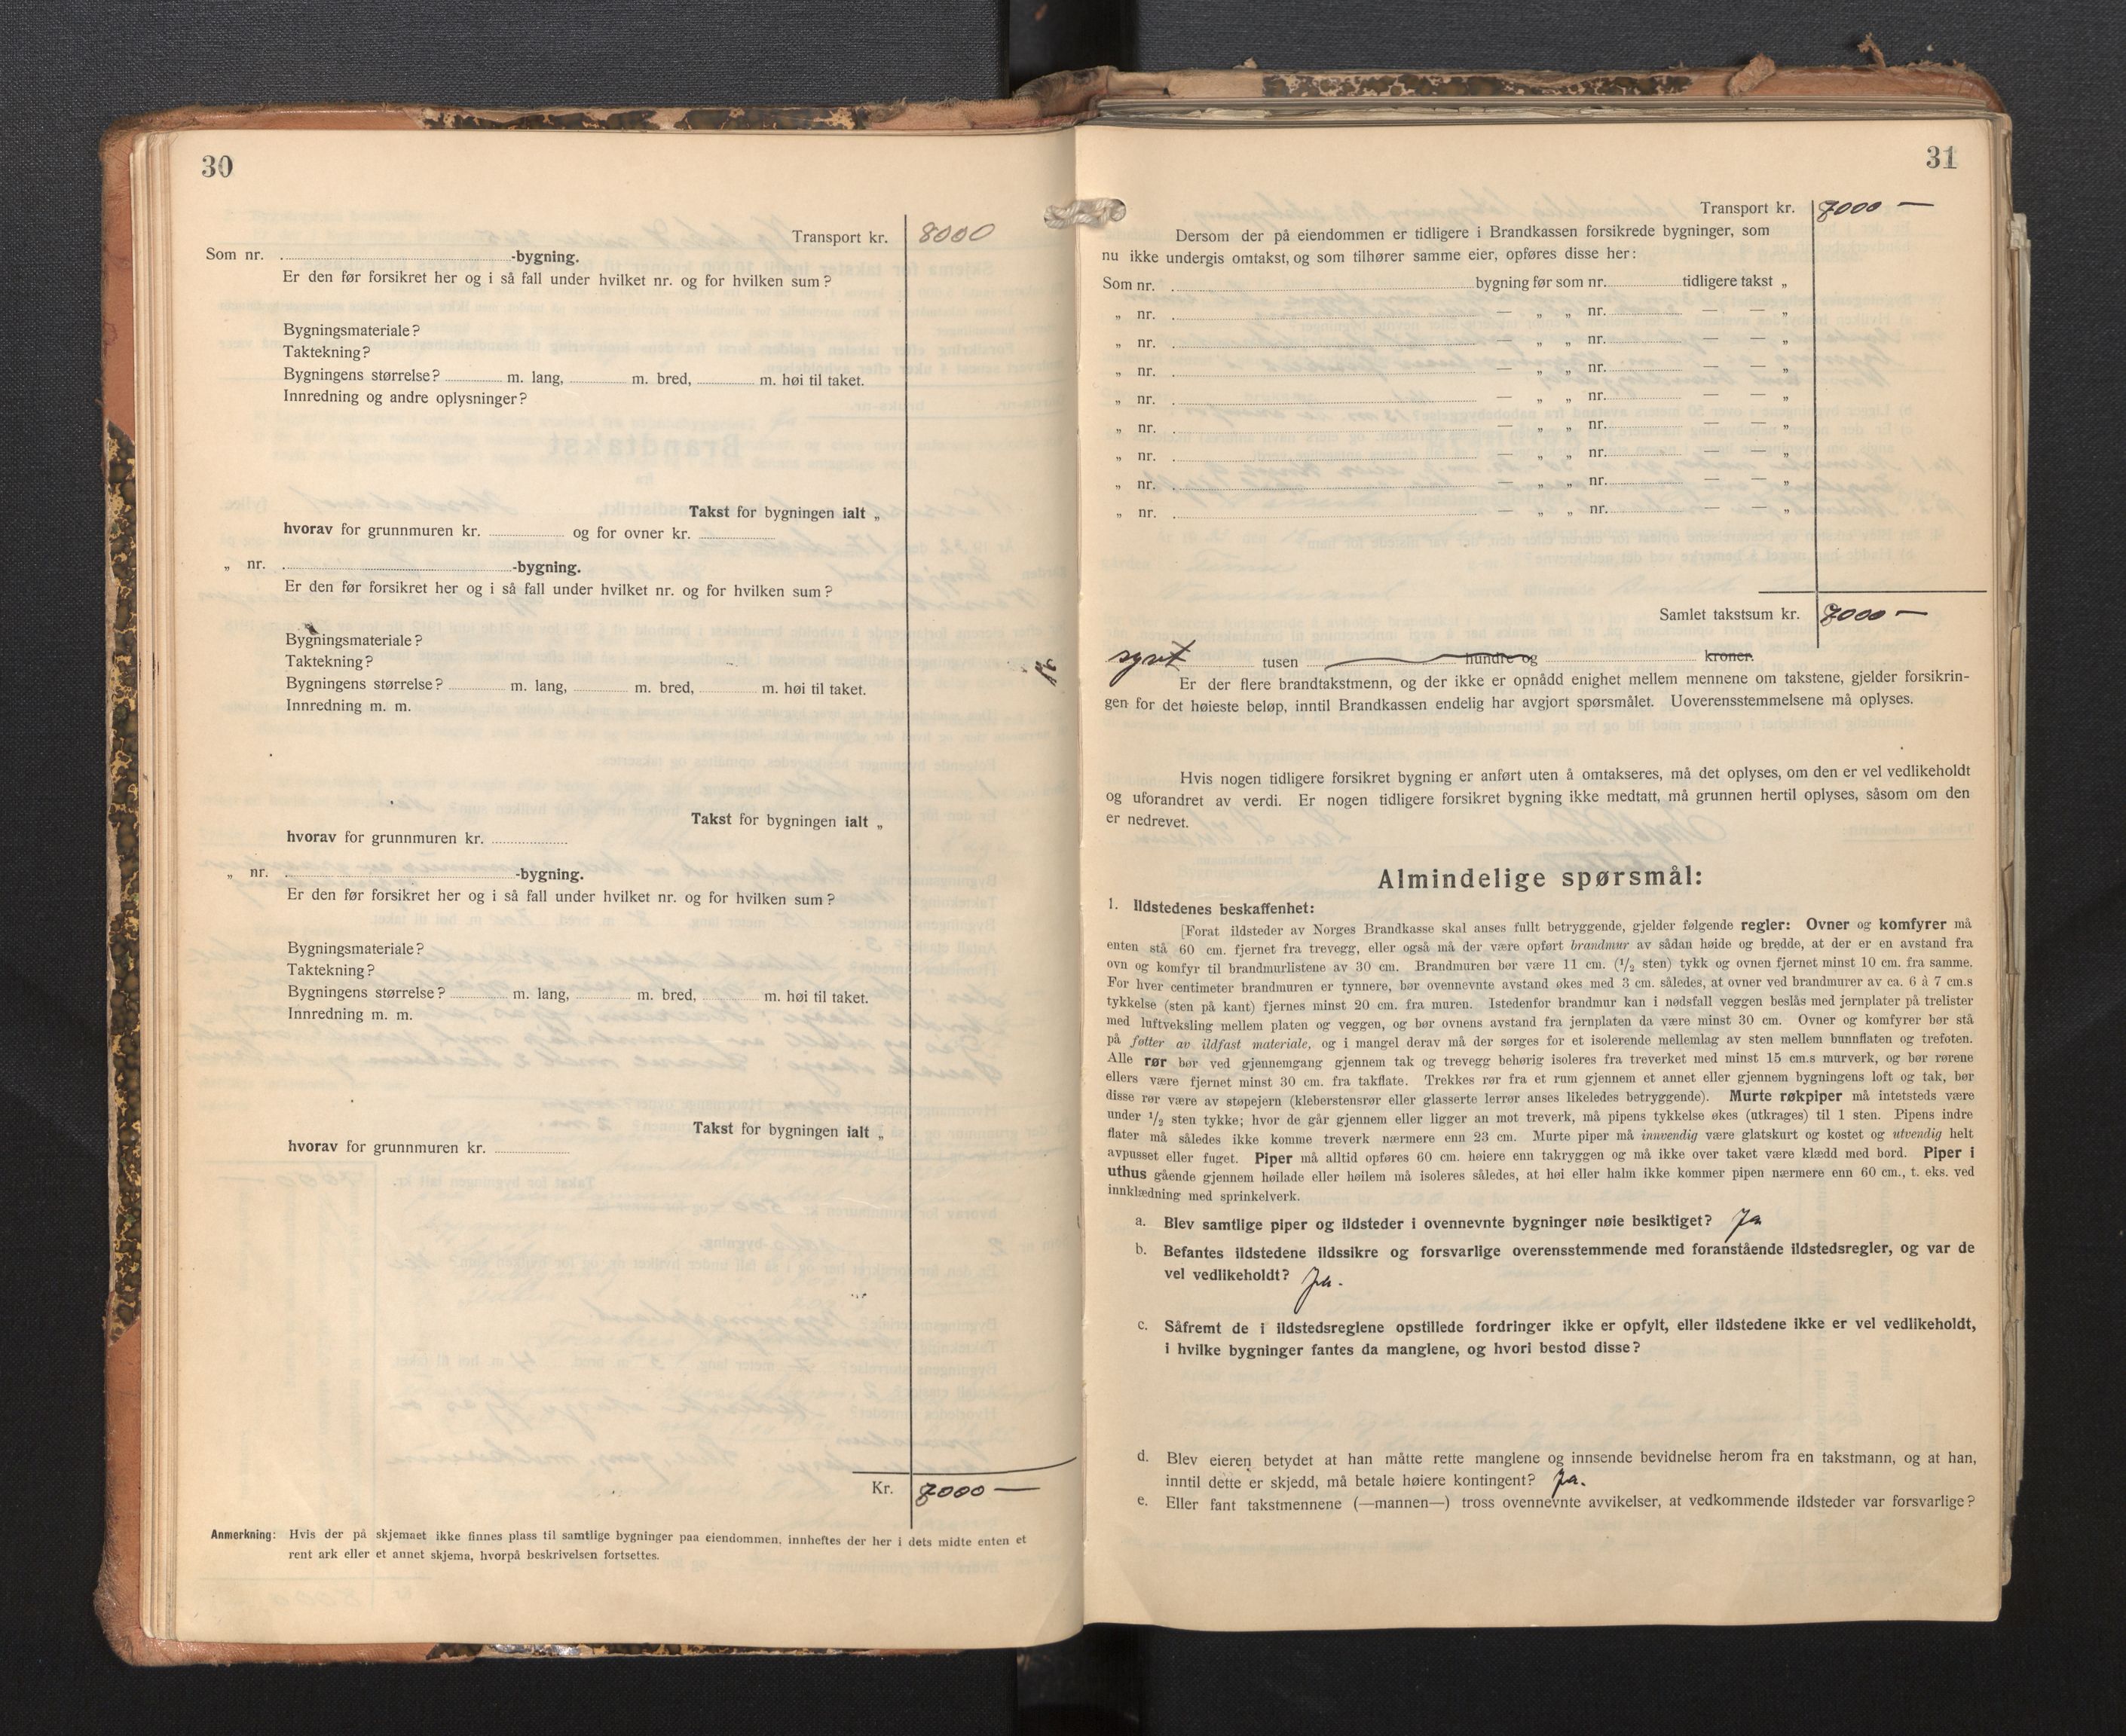 30
Transport kr. 8000
Som nr. -bygning.
Er den før forsikret her og i så fall under hvilket nr. og for hvilken sum?
Bygningsmateriale?
Taktekning?
Bygningens størrelse? m. lang, m. bred, m. høi til taket.
Innredning og andre oplysninger?
Takst for bygningen ialt „
hvorav for grunnmuren kr. og for ovner kr.
„ nr. -bygning.
Er den før forsikret her og i så fall under hvilket nr. og for hvilken sum?
Bygningsmateriale?
Taktekning?
Bygningens størrelse? m. lang, m. bred, m. høi til taket.
Innredning m. m.
Takst for bygningen ialt „
hvorav for grunnmuren kr.
„ nr. -bygning.
Er den før forsikret her og i så fall under hvilket nr. og for hvilken sum?
Bygningsmateriale?
Taktekning?
Bygningens størrelse? m. lang, m. bred, m. høi til taket.
Innredning m. m.
Takst for bygningen ialt „
hvorav for grunnmuren kr.
Kr. 8000 —
Anmerkning: Hvis der på skjemaet ikke finnes plass til samtlige bygninger paa eiendommen, innheftes der her i dets midte enten et
rent ark eller et annet skjema, hvorpå beskrivelsen fortsettes.
31
Transport kr. 8000 —
Dersom der på eiendommen er tidligere i Brandkassen forsikrede bygninger, som
nu ikke undergis omtakst, og som tilhører samme eier, opføres disse her:
Som nr. bygning før som nr. tidligere takst „
„ nr. — „ „ nr. — — „
„ nr. — „ „ nr. — — „
„ nr. — „ „ nr. — — „
„ nr. — „ „ nr. — — „
„ nr. — „ „ nr. — — „
„ nr. — „ „ nr. — — „
„ nr. — „ „ nr. — — „
„ nr. — „ „ nr. — — „
Samlet takstsum kr. 8000 —
tusen hundre og kroner.
Er der flere brandtakstmenn, og der ikke er opnådd enighet mellem mennene om takstene, gjelder forsikrin-
gen for det høieste beløp, inntil Brandkassen endelig har avgjort spørsmålet. Uoverensstemmelsene må oplyses.
Hvis nogen tidligere forsikret bygning er anført uten å omtakseres, må det oplyses, om den er vel vedlikeholdt
og uforandret av verdi. Er nogen tidligere forsikret bygning ikke medtatt, må grunnen hertil oplyses, såsom om den
er nedrevet.
Almindelige spørsmål:
1. Ildstedenes beskaffenhet:
[Forat ildsteder av Norges Brandkasse skal anses fullt betryggende, gjelder følgende regler: Ovner og komfyrer må
enten stå 60 cm. fjernet fra trevegg, eller også må der være opført brandmur av sådan høide og bredde, at der er en avstand fra
ovn og komfyr til brandmurlistene av 30 cm. Brandmuren bør være 11 cm. (1/2 sten) tykk og ovnen fjernet minst 10 cm. fra samme.
For hver centimeter brandmuren er tynnere, bør ovennevnte avstand økes med 3 cm. således, at ovner ved brandmurer av ca. 6 à 7 cm.s
tykkelse (sten på kant) fjernes minst 20 cm. fra muren. Istedenfor brandmur kan i nødsfall veggen beslås med jernplater på trelister
med luftveksling mellem platen og veggen, og bør ovnens avstand fra jernplaten da være minst 30 cm. Ovner og komfyrer bør stå
på føtter av ildfast materiale, og i mangel derav må der sørges for et isolerende mellemlag av sten mellem bunnflaten og trefoten.
Alle rør bør ved gjennemgang gjennem tak og trevegg behørig isoleres fra treverket med minst 15 cm.s murverk, og bør rørene
ellers være fjernet minst 30 cm. fra takflate. Trekkes rør fra et rum gjennem et annet eller gjennem bygningens loft og tak, bør
disse rør være av støpejern (kleberstensrør eller glasserte lerrør anses likeledes betryggende). Murte røkpiper må intetsteds være
under 1/2 sten tykke; hvor de går gjennem eller ligger an mot treverk, må pipens tykkelse økes (utkrages) til 1 sten. Pipens indre
flater må således ikke komme treverk nærmere enn 23 cm. Murte piper må innvendig være glatskurt og kostet og utvendig helt
avpusset eller fuget. Piper må alltid opføres 60 cm. høiere enn takryggen og må ikke over taket være klædd med bord. Piper i
uthus gående gjennem høilade eller høilem må isoleres således, at høi eller halm ikke kommer pipen nærmere enn 60 cm., t. eks. ved
innklædning med sprinkelverk.
a. Blev samtlige piper og ildsteder i ovennevnte bygninger nøie besiktiget? Ja
b. Befantes ildstedene ildssikre og forsvarlige overensstemmende med foranstående ildstedsregler, og var de
vel vedlikeholdt? Ja.
c. Såfremt de i ildstedsreglene opstillede fordringer ikke er opfylt, eller ildstedene ikke er vel vedlikeholdt,
i hvilke bygninger fantes da manglene, og hvori bestod disse?
d. Blev eieren betydet at han måtte rette manglene og innsende bevidnelse herom fra en takstmann, og at han,
inntil dette er skjedd, må betale høiere kontingent? Ja.
e. Eller fant takstmennene (—mannen—) tross ovennevnte avvikelser, at vedkommende ildsteder var forsvarlige?